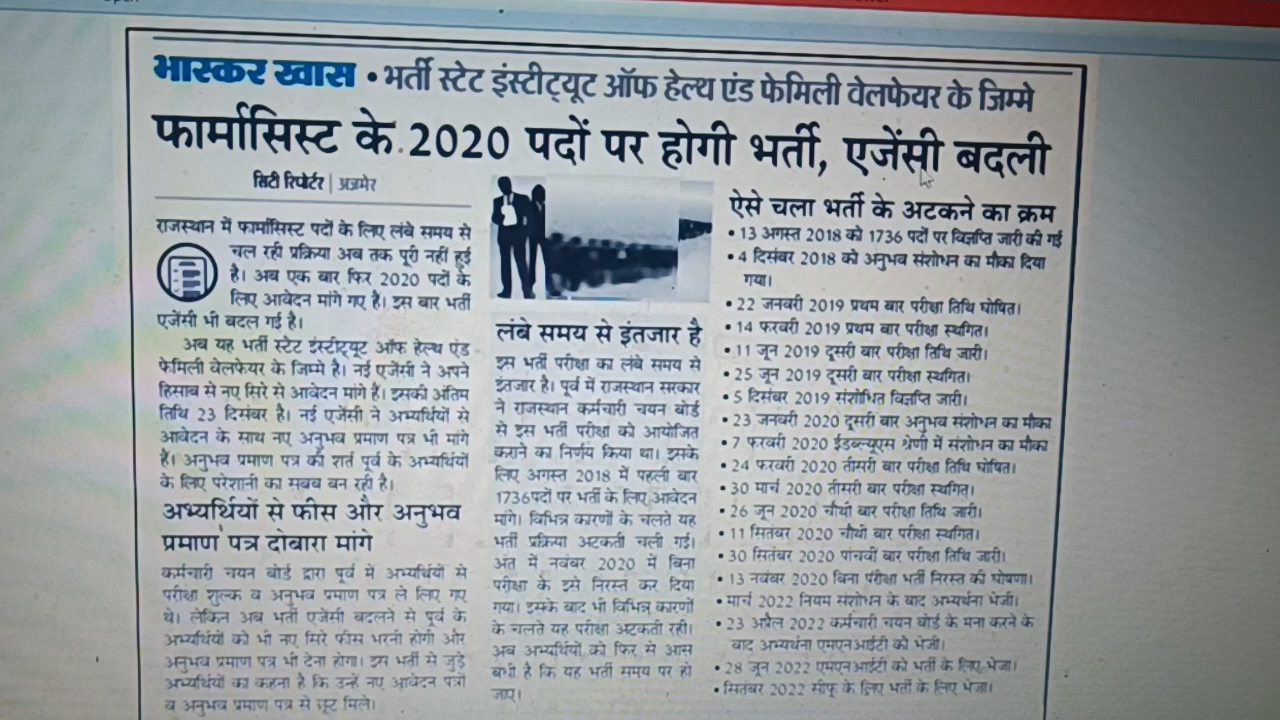 भास्कर खास • भर्ती स्टेट इंस्टीट्यूट ऑफ हेल्थ एंड फेमिली वेलफेयर के जिम्मे
फार्मासिस्ट के 2020 पदों पर होगी भर्ती, एजेंसी बदली
सिटी रिपोर्टर | अजमेर
राजस्थान में फार्मासिस्ट पदों के लिए लंबे समय से
चल रही प्रक्रिया अब तक पूरी नहीं हुई
है। अब एक बार फिर 2020 पदों के
लिए आवेदन मांगे गए हैं। इस बार भर्ती
एजेंसी भी बदल गई है।
अब यह भर्ती स्टेट इंस्टीट्यूट ऑफ हेल्थ एंड
फेमिली वेलफेयर के जिम्मे है। नई एजेंसी ने अपने
हिसाब से नए सिरे से आवेदन मांगे हैं। इसकी अंतिम
तिथि 23 दिसंबर है। नई एजेंसी ने अभ्यर्थियों से
आवेदन के साथ नए अनुभव प्रमाण पत्र भी मांगे
हैं। अनुभव प्रमाण पत्र की शर्त पूर्व के अभ्यर्थियों
के लिए परेशानी का सबब बन रही है।
अभ्यर्थियों से फीस और अनुभव
प्रमाण पत्र दोबारा मांगे
कर्मचारी चयन बोर्ड द्वारा पूर्व में अभ्यर्थियों से
परीक्षा शुल्क व अनुभव प्रमाण पत्र ले लिए गए
थे। लेकिन अब भर्ती एजेंसी बदलने से पूर्व के
अभ्यर्थियों को भी नए सिरे फीस भरनी होगी और
अनुभव प्रमाण पत्र भी देना होगा। इस भर्ती से जुड़े
अभ्यर्थियों का कहना है कि उन्हें नए आवेदन पत्रों
व अनुभव प्रमाण पत्र से छूट मिले।
लंबे समय से इंतजार है
इस भर्ती परीक्षा का लंबे समय से
इंतजार है। पूर्व में राजस्थान सरकार
ने राजस्थान कर्मचारी चयन बोर्ड
से इस भर्ती परीक्षा को आयोजित
कराने का निर्णय किया था। इसके
लिए अगस्त 2018 में पहली बार
1736पदों पर भर्ती के लिए आवेदन
मांगे। विभिन्न कारणों के चलते यह
भर्ती प्रक्रिया अटकती चली गई।
अंत में नवंबर 2020 में बिना
परीक्षा के इसे निरस्त कर दिया
गया। इसके बाद भी विभिन्न कारणों
के चलते यह परीक्षा अटकती रही।
अब अभ्यर्थियों को फिर से आस
बंधी है कि यह भर्ती समय पर हो
जाए।
ऐसे चला भर्ती के अटकने का क्रम
• 13 अगस्त 2018 को 1736 पदों पर विज्ञप्ति जारी की गई
• 4 दिसंबर 2018 को अनुभव संशोधन का मौका दिया
गया।
• 22 जनवरी 2019 प्रथम बार परीक्षा तिथि घोषित।
• 14 फरवरी 2019 प्रथम बार परीक्षा स्थगित।
• 11 जून 2019 दूसरी बार परीक्षा तिथि जारी।
• 25 जून 2019 दूसरी बार परीक्षा स्थगित।
• 5 दिसंबर 2019 संशोधित विज्ञप्ति जारी।
• 23 जनवरी 2020 दूसरी बार अनुभव संशोधन का मौका
• 7 फरवरी 2020 ईडब्ल्यूएस श्रेणी में संशोधन का मौका
• 24 फरवरी 2020 तीसरी बार परीक्षा तिथि घोषित।
• 30 मार्च 2020 तीसरी बार परीक्षा स्थगित।
• 26 जून 2020 चौथी बार परीक्षा तिथि जारी।
• 11 सितंबर 2020 चौथी बार परीक्षा स्थगित।
• 30 सितंबर 2020 पांचवीं बार परीक्षा तिथि जारी।
• 13 नवंबर 2020 बिना परीक्षा भर्ती निरस्त की घोषणा।
• मार्च 2022 नियम संशोधन के बाद अभ्यर्थना भेजी।
• 23 अप्रैल 2022 कर्मचारी चयन बोर्ड के मना करने के
बाद अभ्यर्थना एमएनआईटी को भेजी।
• 28 जून 2022 एमएनआईटी को भर्ती के लिए भेजा।
• सितंबर 2022 सीफू के लिए भर्ती के लिए भेजा।